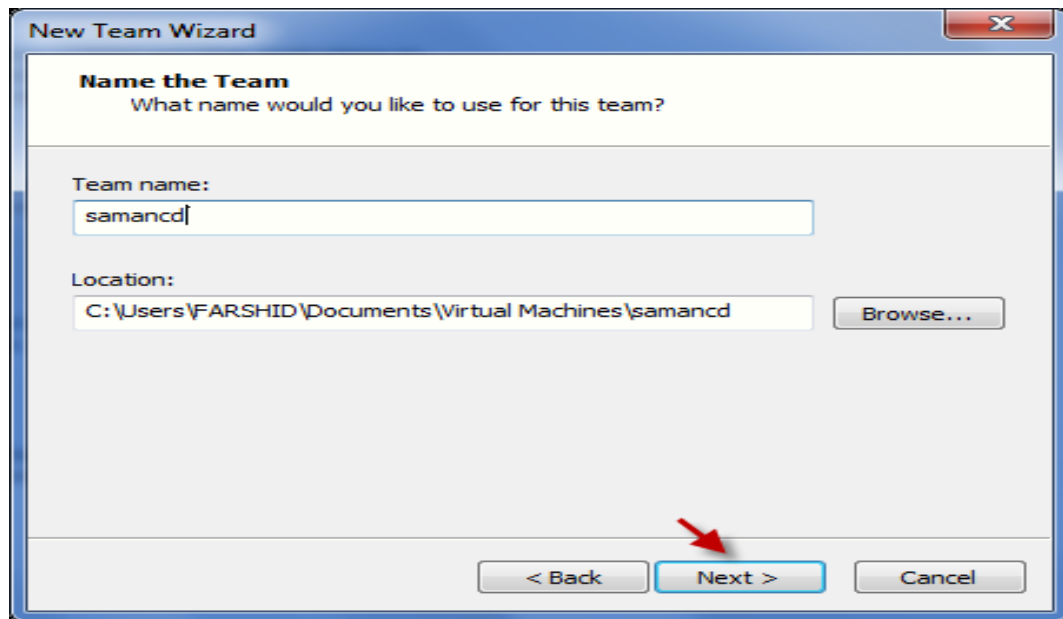 New Team Wizard
Name the Team
What name would you like to use for this team?
Team name:
samancd
Location:
C:\Users\FARSHID\Documents\Virtual Machines\samancd
Browse...
< Back
Next >
Cancel